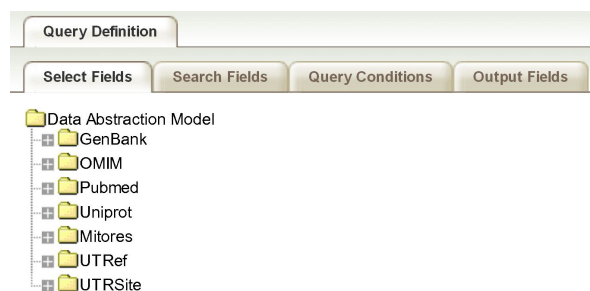 Query Definition
Select Fields Search Fields Query Conditions Output Fields
Data Abstraction Model
GenBank
OMIM
Pubmed
Uniprot
Mitores
UTRef
UTRSite